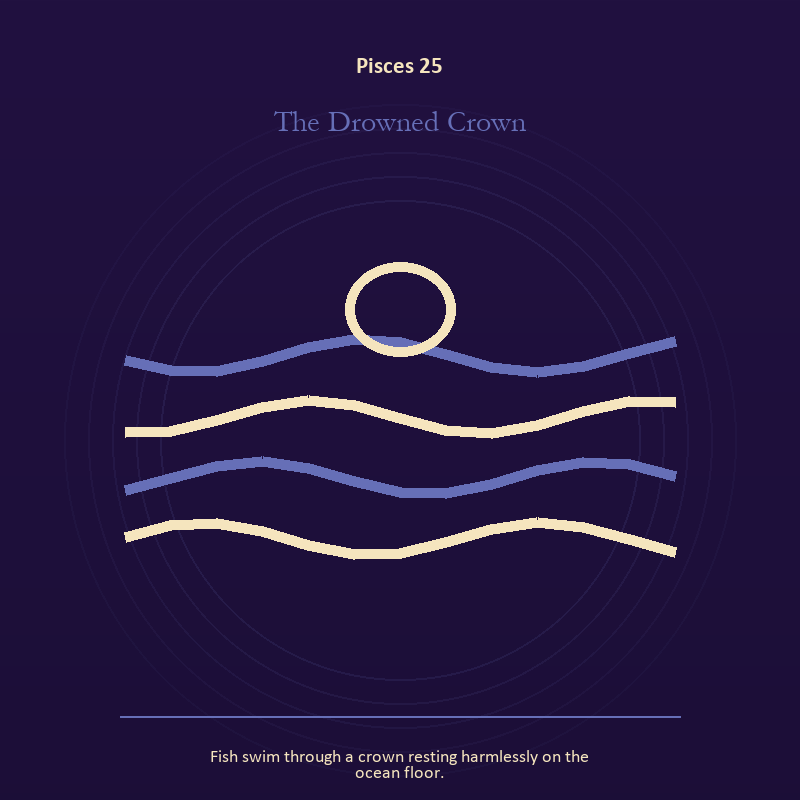 Pisces 25
The Drowned Crown
Fish swim through a crown resting harmlessly on the
ocean floor.